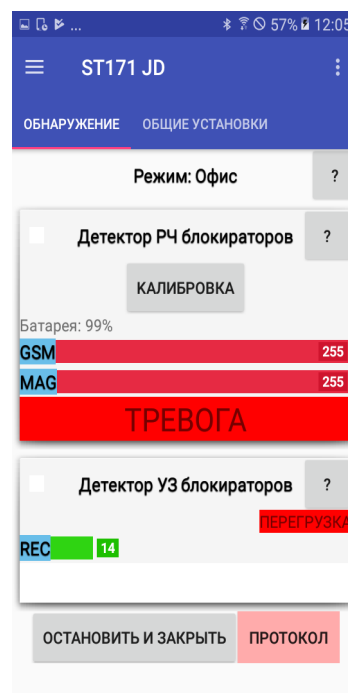 ... 57% 12:05
ST171 JD
ОБНАРУЖЕНИЕ ОБЩИЕ УСТАНОВКИ
Режим: Офис ?
Детектор РЧ блокираторов ?
КАЛИБРОВКА
Батарея: 99%
GSM 255
MAG 255
ТРЕВОГА
Детектор УЗ блокираторов ?
ПЕРЕГРУЗКА
REC 14
ОСТАНОВИТЬ И ЗАКРЫТЬ ПРОТОКОЛ